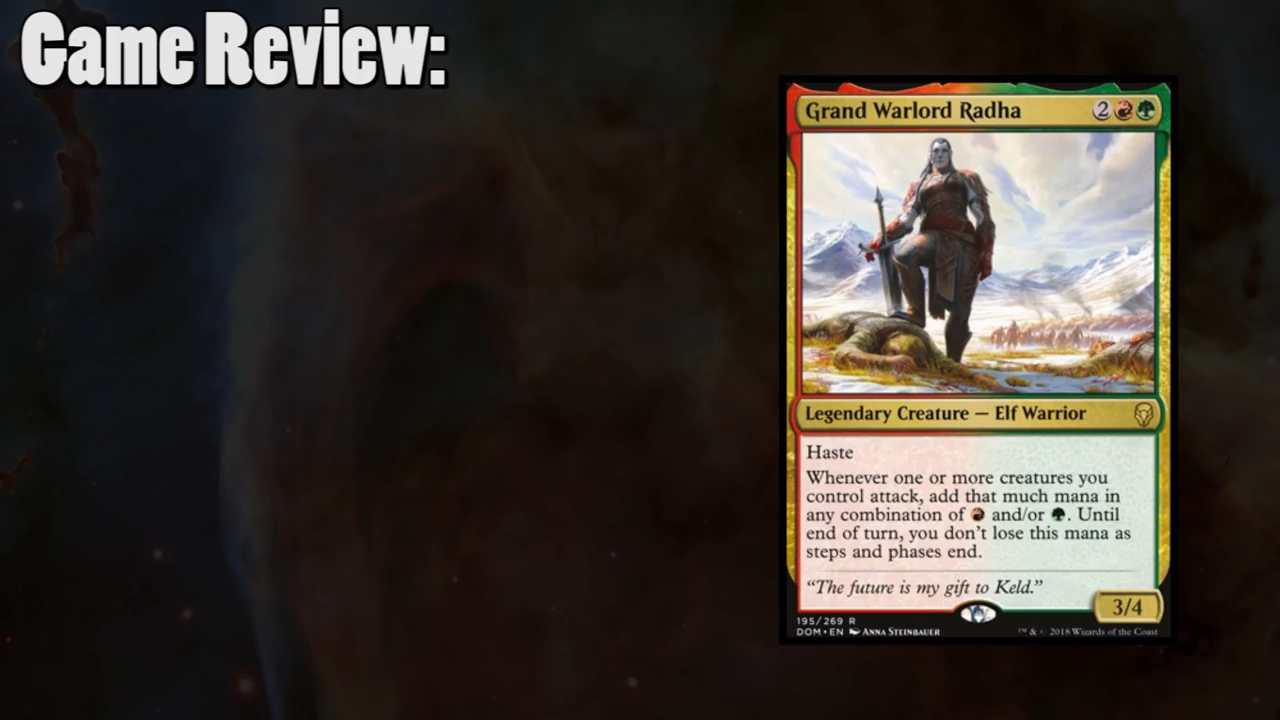 Game Review:
Grand Warlord Radha 2
Legendary Creature — Elf Warrior
Haste
Whenever one or more creatures you
control attack, add that much mana in
any combination of and/or . Until
end of turn, you don't lose this mana as
steps and phases end.
"The future is my gift to Keld."
3/4
195/269 R
DOM • EN Anna Steinbauer ™ & © 2018 Wizards of the Coast